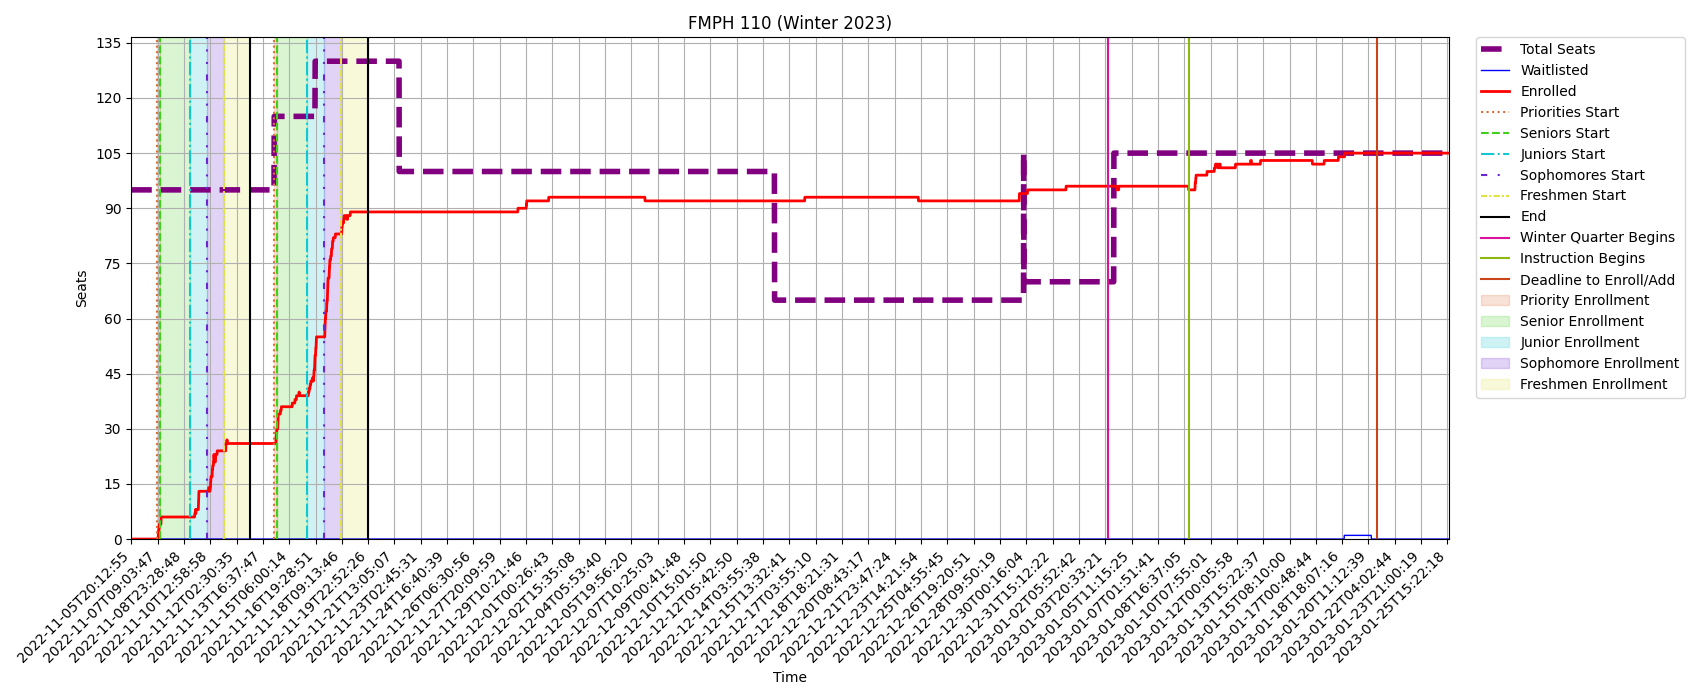 FMPH 110 (Winter 2023)
135
120
105
90
75
60
45
30
15
0
Seats
2022-11-05T20:12:55
2022-11-07T09:03:47
2022-11-08T23:28:48
2022-11-10T12:58:58
2022-11-12T02:30:35
2022-11-13T16:37:47
2022-11-15T06:00:14
2022-11-16T19:28:51
2022-11-18T09:13:46
2022-11-19T22:52:26
2022-11-21T13:05:07
2022-11-23T02:45:31
2022-11-24T16:40:39
2022-11-26T06:30:56
2022-11-27T20:09:59
2022-11-29T10:21:46
2022-12-01T00:26:43
2022-12-02T15:35:08
2022-12-04T05:53:40
2022-12-05T19:56:20
2022-12-07T10:25:03
2022-12-09T01:41:48
2022-12-10T15:01:50
2022-12-12T05:42:50
2022-12-14T03:55:38
2022-12-15T13:32:41
2022-12-17T03:55:10
2022-12-18T18:21:31
2022-12-20T08:43:17
2022-12-21T23:47:24
2022-12-23T14:21:54
2022-12-25T04:55:45
2022-12-26T19:20:51
2022-12-28T09:50:19
2022-12-30T00:16:04
2022-12-31T15:12:22
2023-01-02T05:52:42
2023-01-03T20:33:21
2023-01-05T11:15:25
2023-01-07T01:51:41
2023-01-08T16:37:05
2023-01-10T07:55:01
2023-01-12T00:05:58
2023-01-13T15:22:37
2023-01-15T08:10:00
2023-01-17T00:48:44
2023-01-18T18:07:16
2023-01-20T11:12:39
2023-01-22T04:02:44
2023-01-23T21:00:19
2023-01-25T15:22:18
Time
Total Seats
Waitlisted
Enrolled
Priorities Start
Seniors Start
Juniors Start
Sophomores Start
Freshmen Start
End
Winter Quarter Begins
Instruction Begins
Deadline to Enroll/Add
Priority Enrollment
Senior Enrollment
Junior Enrollment
Sophomore Enrollment
Freshmen Enrollment